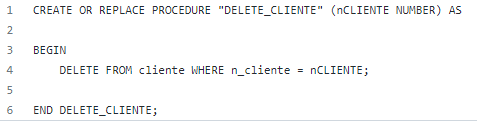 1 CREATE OR REPLACE PROCEDURE "DELETE_CLIENTE" (nCLIENTE NUMBER) AS
2
3 BEGIN
4     DELETE FROM cliente WHERE n_cliente = nCLIENTE;
5
6 END DELETE_CLIENTE;